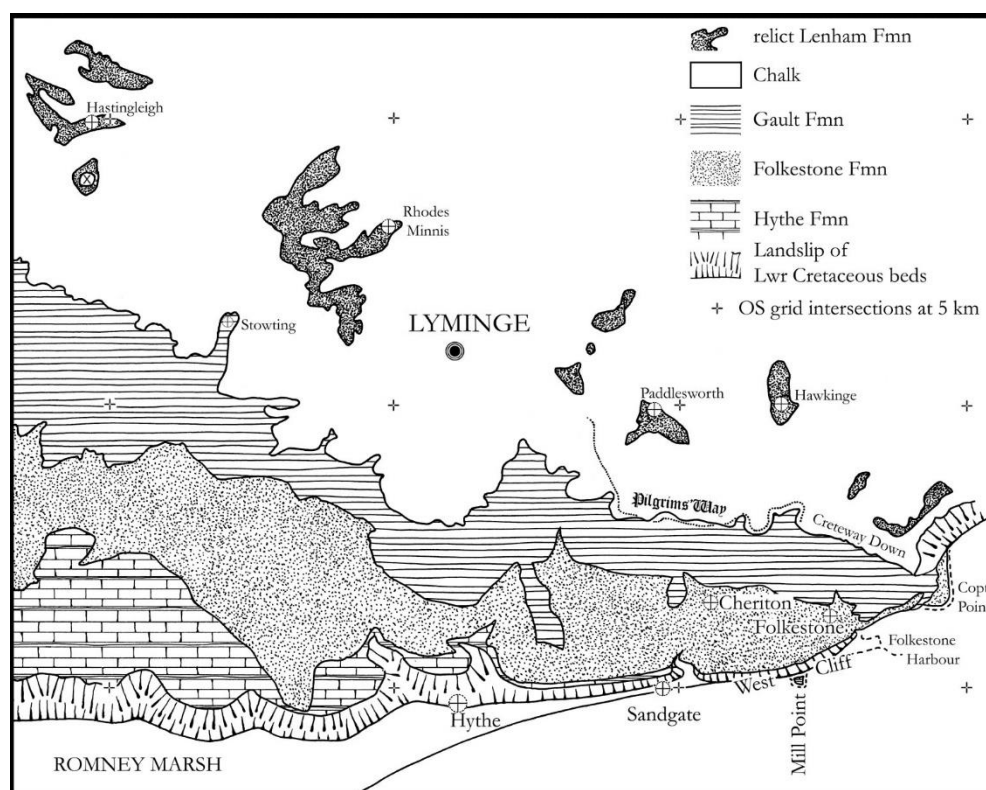 relict Lenham Fmn
Chalk
Gault Fmn
Folkestone Fmn
Hythe Fmn
Landslip of
Lwr Cretaceous beds
OS grid intersections at 5 km
Hastingleigh
Rhodes
Minnis
Stowting
LYMINGE
Paddlesworth
Hawkinge
Pilgrims' Way
Creteway Down
Copt
Point
Cheriton
Folkestone
Folkestone
Harbour
West Cliff
Mill Point
Sandgate
Hythe
ROMNEY MARSH